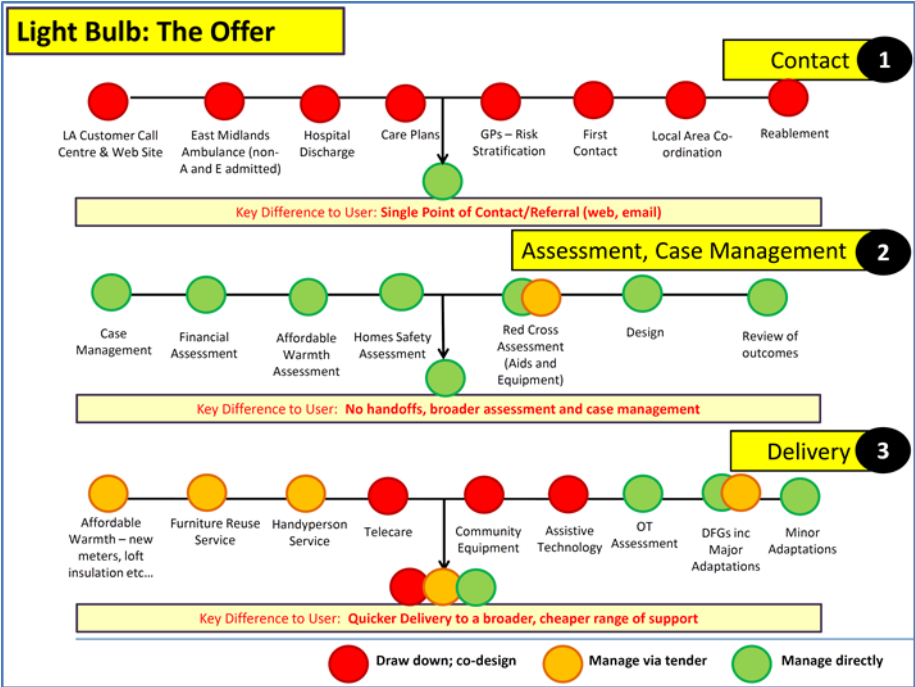 Light Bulb: The Offer
Contact 1
LA Customer Call
Centre & Web Site
East Midlands
Ambulance (non-
A and E admitted)
Hospital
Discharge
Care Plans
GPs – Risk
Stratification
First
Contact
Local Area Co-
ordination
Reablement
Key Difference to User: Single Point of Contact/Referral (web, email)
Assessment, Case Management 2
Case
Management
Financial
Assessment
Affordable
Warmth
Assessment
Homes Safety
Assessment
Red Cross
Assessment
(Aids and
Equipment)
Design
Review of
outcomes
Key Difference to User: No handoffs, broader assessment and case management
Delivery 3
Affordable
Warmth – new
meters, loft
insulation etc…
Furniture Reuse
Service
Handyperson
Service
Telecare
Community
Equipment
Assistive
Technology
OT
Assessment
DFGs inc
Major
Adaptations
Minor
Adaptations
Key Difference to User: Quicker Delivery to a broader, cheaper range of support
Draw down; co-design
Manage via tender
Manage directly